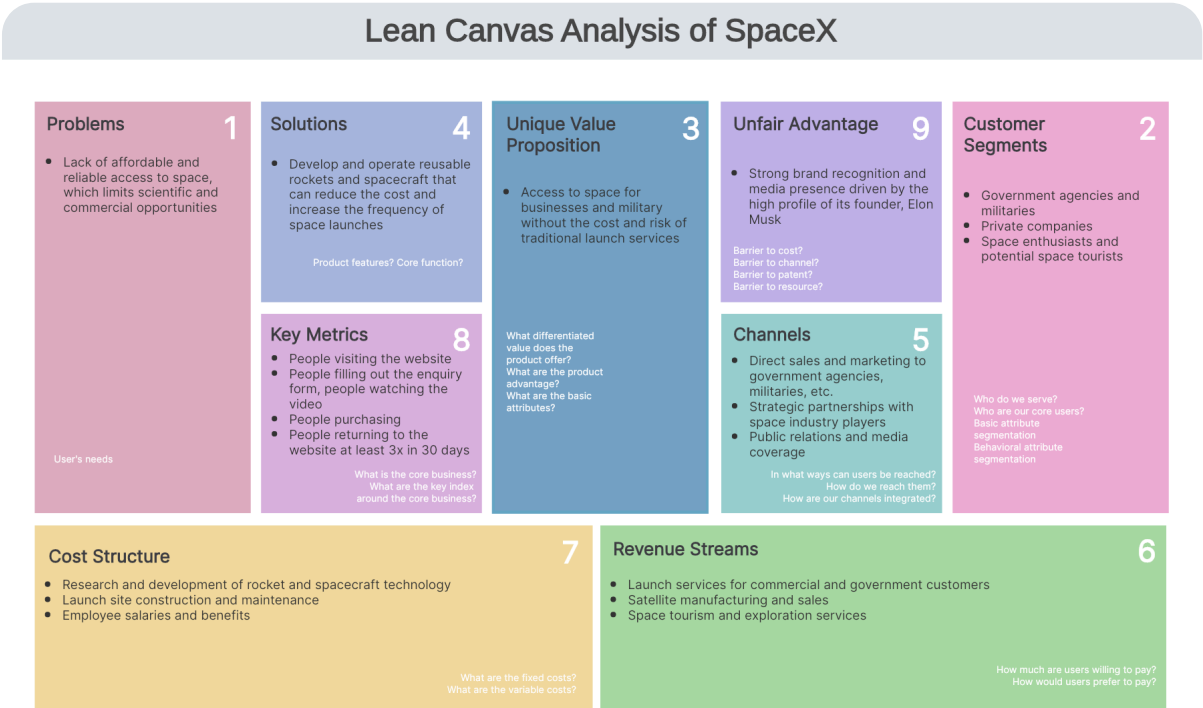 Lean Canvas Analysis of SpaceX
Problems
1
• Lack of affordable and
reliable access to space,
which limits scientific and
commercial opportunities
User's needs
Solutions
4
• Develop and operate reusable
rockets and spacecraft that
can reduce the cost and
increase the frequency of
space launches
Product features? Core function?
Key Metrics
8
• People visiting the website
• People filling out the enquiry
form, people watching the
video
• People purchasing
• People returning to the
website at least 3x in 30 days
What is the core business?
What are the key index
around the core business?
Unique Value
Proposition
3
• Access to space for
businesses and military
without the cost and risk of
traditional launch services
What differentiated
value does the
product offer?
What are the product
advantage?
What are the basic
attributes?
Unfair Advantage
9
• Strong brand recognition and
media presence driven by the
high profile of its founder, Elon
Musk
Barrier to cost?
Barrier to channel?
Barrier to patent?
Barrier to resource?
Channels
5
• Direct sales and marketing to
government agencies,
militaries, etc.
• Strategic partnerships with
space industry players
• Public relations and media
coverage
In what ways can users be reached?
How do we reach them?
How are our channels integrated?
Customer
Segments
2
• Government agencies and
militaries
• Private companies
• Space enthusiasts and
potential space tourists
Who do we serve?
Who are our core users?
Basic attribute
segmentation
Behavioral attribute
segmentation
Cost Structure
7
• Research and development of rocket and spacecraft technology
• Launch site construction and maintenance
• Employee salaries and benefits
What are the fixed costs?
What are the variable costs?
Revenue Streams
6
• Launch services for commercial and government customers
• Satellite manufacturing and sales
• Space tourism and exploration services
How much are users willing to pay?
How would users prefer to pay?